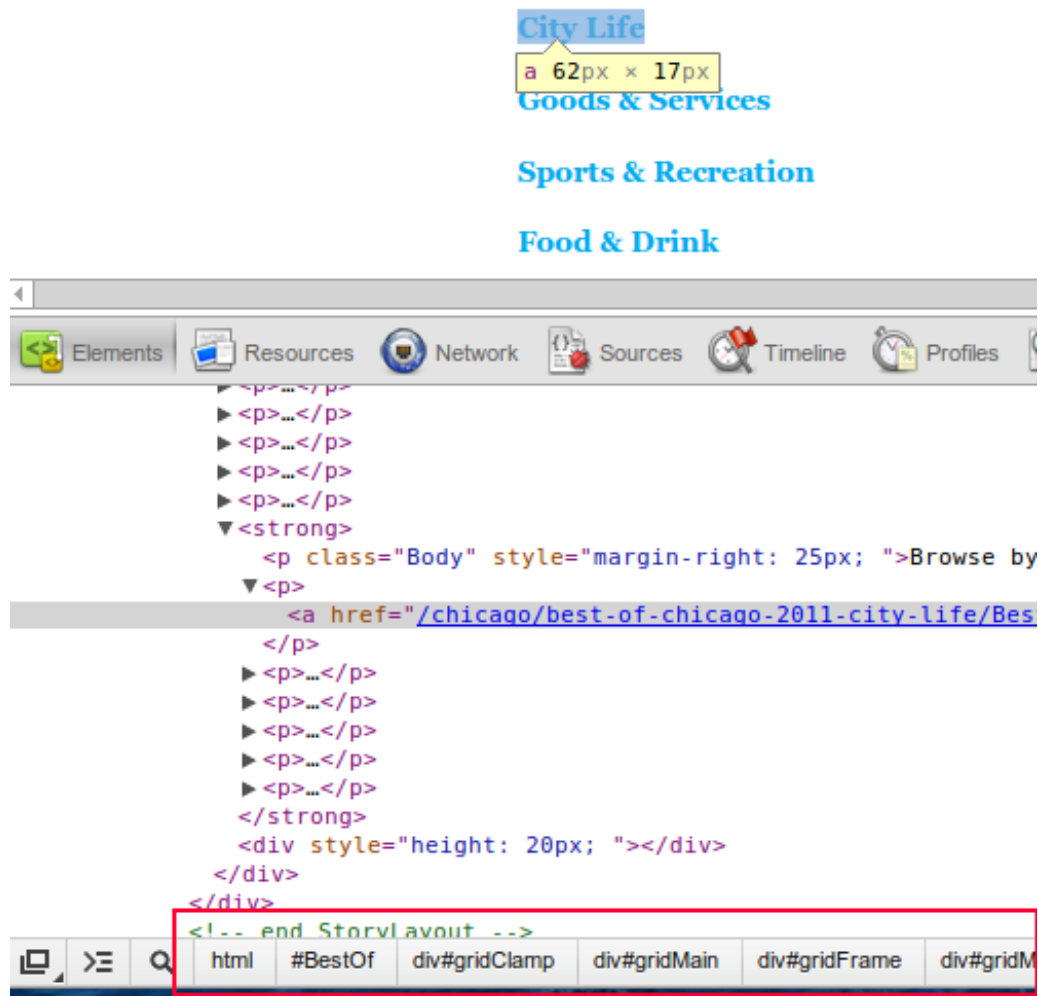 City Life
a 62px × 17px
Goods & Services
Sports & Recreation
Food & Drink
Elements Resources Network Sources Timeline Profiles
▶<p>…</p>
▶<p>…</p>
▶<p>…</p>
▶<p>…</p>
▶<p>…</p>
▼<strong>
<p class="Body" style="margin-right: 25px; ">Browse by
▼<p>
<a href="/chicago/best-of-chicago-2011-city-life/Bes
</p>
▶<p>…</p>
▶<p>…</p>
▶<p>…</p>
▶<p>…</p>
▶<p>…</p>
</strong>
<div style="height: 20px; "></div>
</div>
</div>
<!-- end StoryLayout -->
html #BestOf div#gridClamp div#gridMain div#gridFrame div#gridM